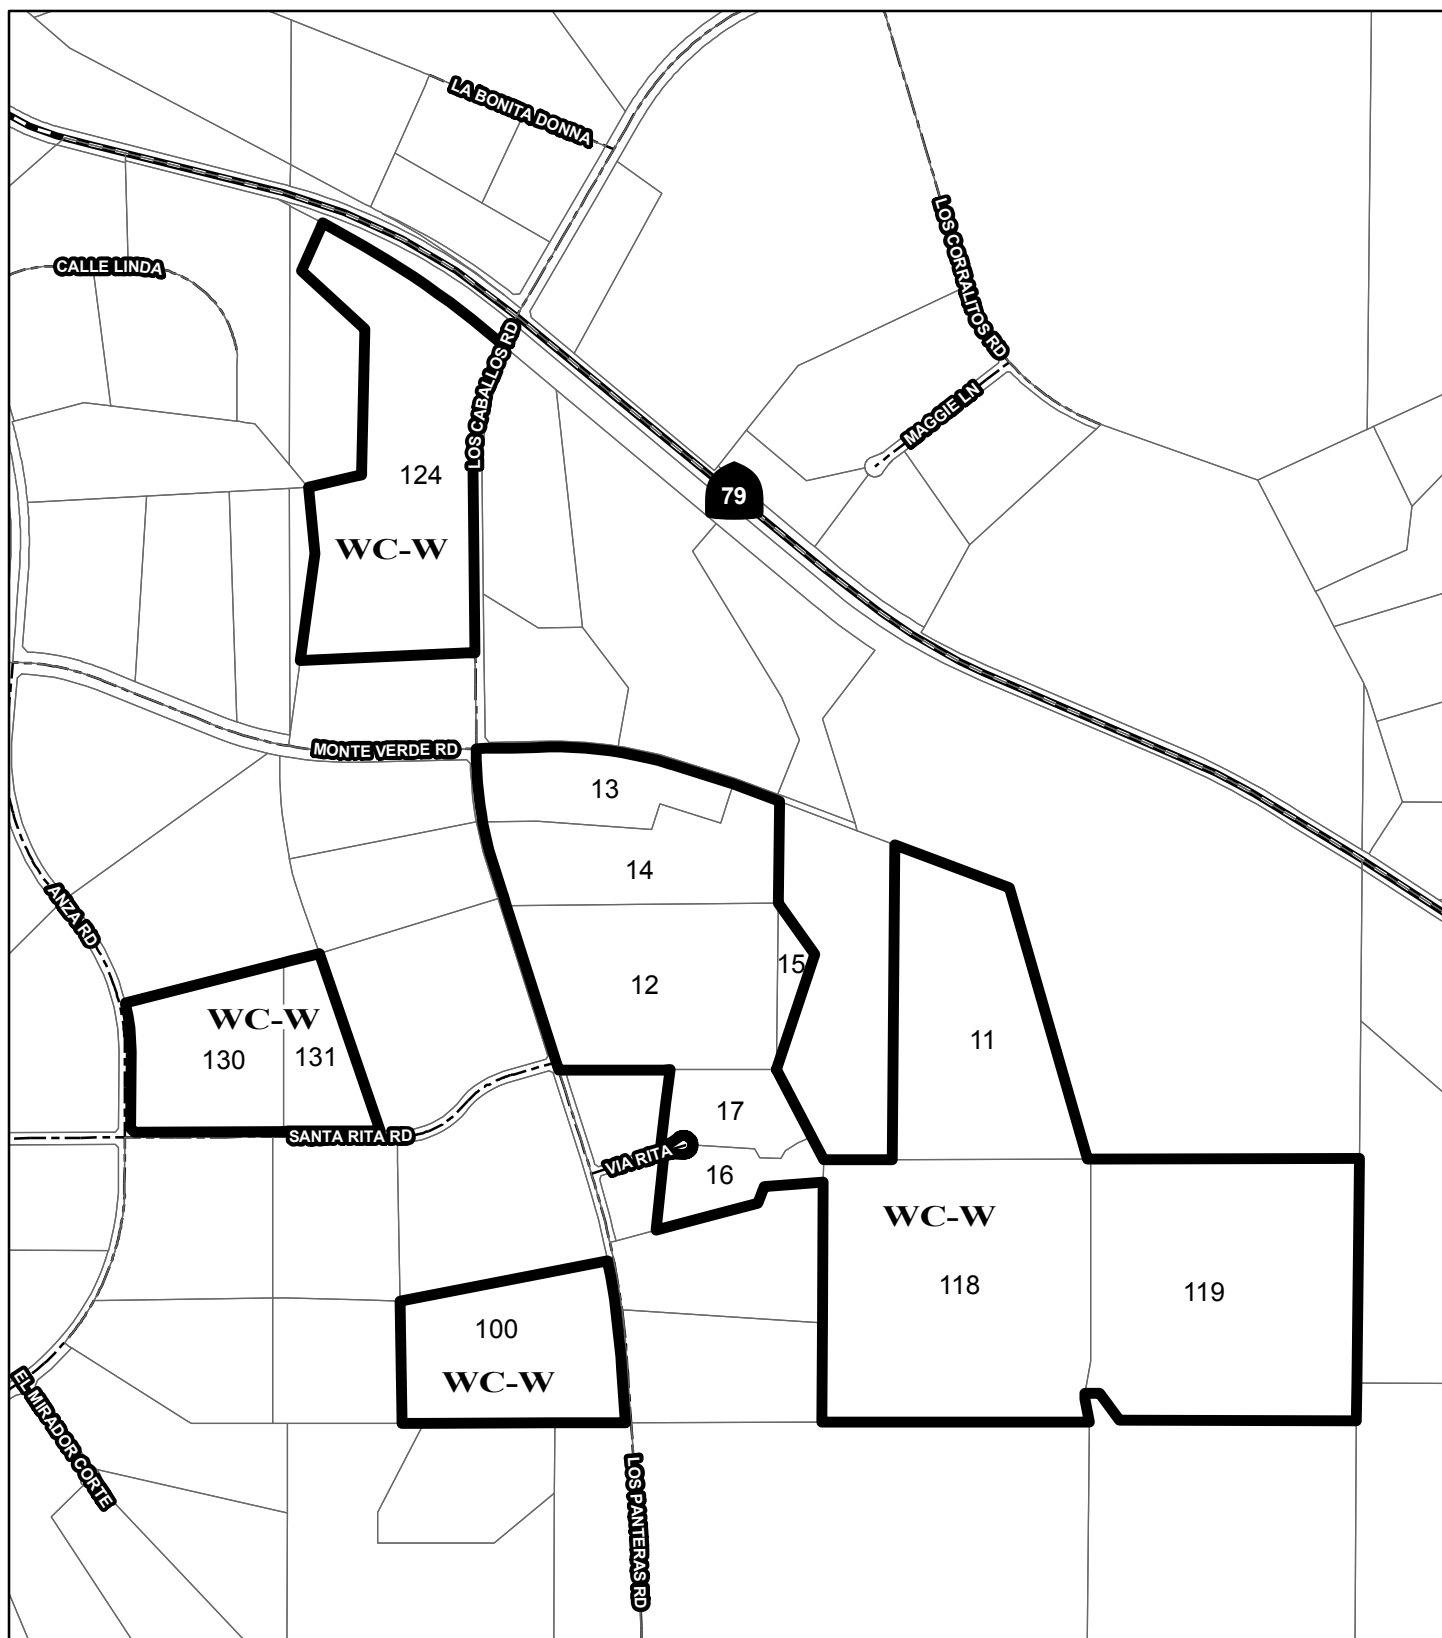 LA BONITA DONNA
LOS CORRALITOS RD
CALLE LINDA
LOS CABALLOS RD
MAGGIE LN
124
79
WC-W
MONTE VERDE RD
13
14
ANZA RD
15
12
WC-W
11
130
131
17
SANTA RITA RD
VIA RITA
16
WC-W
118
119
100
WC-W
EL MIRADOR CORTE
LOS PANTERAS RD